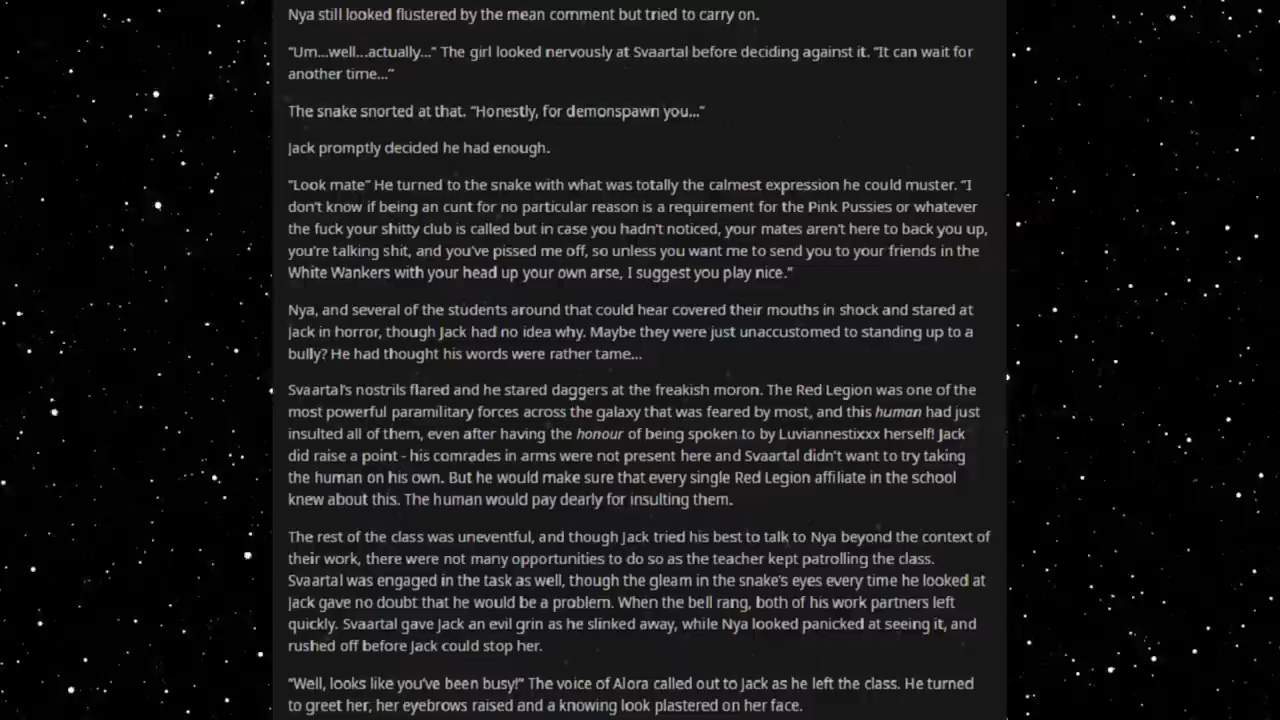 Nya still looked flustered by the mean comment but tried to carry on.
“Um...well...actually...” The girl looked nervously at Svaartal before deciding against it. “It can wait for
another time...”
The snake snorted at that. “Honestly, for demonspawn you...”
Jack promptly decided he had enough.
“Look mate” He turned to the snake with what was totally the calmest expression he could muster. “I
don’t know if being an cunt for no particular reason is a requirement for the Pink Pussies or whatever
the fuck your shitty club is called but in case you hadn’t noticed, your mates aren’t here to back you up,
you’re talking shit, and you’ve pissed me off, so unless you want me to send you to your friends in the
White Wankers with your head up your own arse, I suggest you play nice.”
Nya, and several of the students around that could hear covered their mouths in shock and stared at
Jack in horror, though Jack had no idea why. Maybe they were just unaccustomed to standing up to a
bully? He had thought his words were rather tame...
Svaartal’s nostrils flared and he stared daggers at the freakish moron. The Red Legion was one of the
most powerful paramilitary forces across the galaxy that was feared by most, and this human had just
insulted all of them, even after having the honour of being spoken to by Luviannestixxx herself! Jack
did raise a point - his comrades in arms were not present here and Svaartal didn’t want to try taking
the human on his own. But he would make sure that every single Red Legion affiliate in the school
knew about this. The human would pay dearly for insulting them.
The rest of the class was uneventful, and though Jack tried his best to talk to Nya beyond the context of
their work, there were not many opportunities to do so as the teacher kept patrolling the class.
Svaartal was engaged in the task as well, though the gleam in the snake’s eyes every time he looked at
Jack gave no doubt that he would be a problem. When the bell rang, both of his work partners left
quickly. Svaartal gave Jack an evil grin as he slinked away, while Nya looked panicked at seeing it, and
rushed off before Jack could stop her.
“Well, looks like you’ve been busy!” The voice of Alora called out to Jack as he left the class. He turned
to greet her, her eyebrows raised and a knowing look plastered on her face.